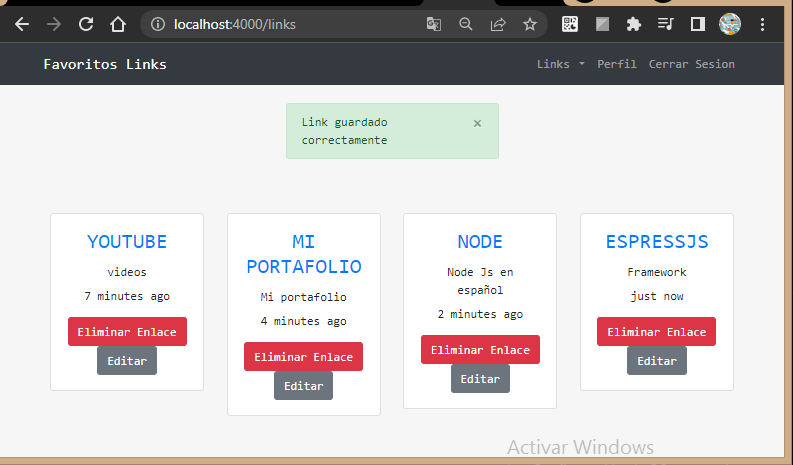 localhost:4000/links
Favoritos Links
Links
Perfil
Cerrar Sesion
Link guardado
correctamente
×
YOUTUBE
videos
7 minutes ago
Eliminar Enlace
Editar
MI
PORTAFOLIO
Mi portafolio
4 minutes ago
Eliminar Enlace
Editar
NODE
Node Js en
español
2 minutes ago
Eliminar Enlace
Editar
ESPRESSJS
Framework
just now
Eliminar Enlace
Editar
Activar Windows